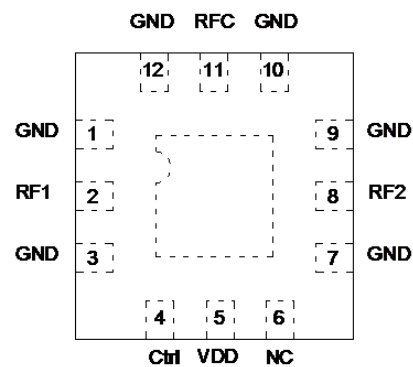 GND RFC GND
12 11 10
GND 1 9 GND
RF1 2 8 RF2
GND 3 7 GND
4 5 6
Ctrl VDD NC